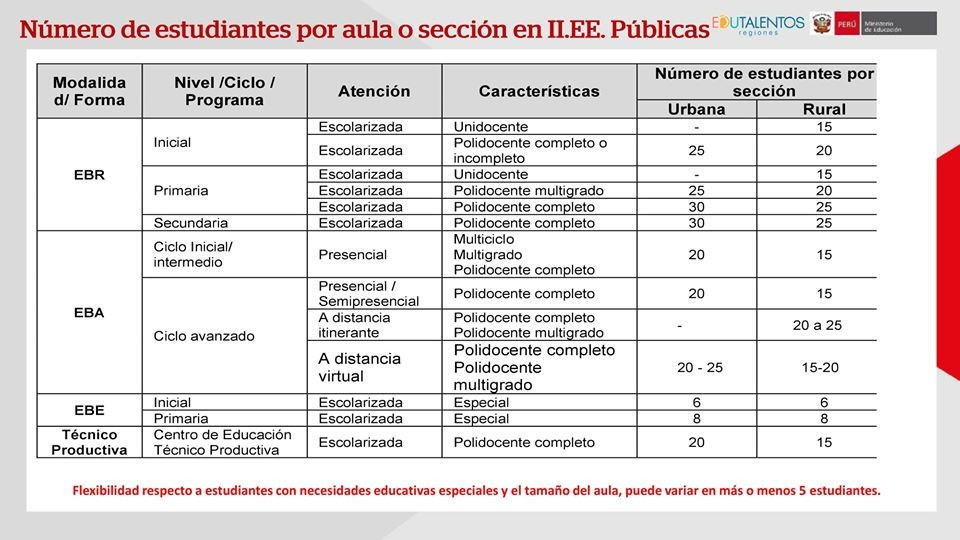 Número de estudiantes por aula o sección en II.EE. Públicas
EDUTALENTOS
regiones
PERÚ
Ministerio
de Educación
Modalida
d/ Forma
Nivel /Ciclo /
Programa
Atención
Características
Número de estudiantes por
sección
Urbana
Rural
EBR
Inicial
Escolarizada
Unidocente
-
15
Escolarizada
Polidocente completo o
incompleto
25
20
Primaria
Escolarizada
Unidocente
-
15
Escolarizada
Polidocente multigrado
25
20
Escolarizada
Polidocente completo
30
25
Secundaria
Escolarizada
Polidocente completo
30
25
EBA
Ciclo Inicial/
intermedio
Presencial
Multiciclo
Multigrado
Polidocente completo
20
15
Ciclo avanzado
Presencial /
Semipresencial
Polidocente completo
20
15
A distancia
itinerante
Polidocente completo
Polidocente multigrado
-
20 a 25
A distancia
virtual
Polidocente completo
Polidocente
multigrado
20 - 25
15-20
EBE
Inicial
Escolarizada
Especial
6
6
Primaria
Escolarizada
Especial
8
8
Técnico
Productiva
Centro de Educación
Técnico Productiva
Escolarizada
Polidocente completo
20
15
Flexibilidad respecto a estudiantes con necesidades educativas especiales y el tamaño del aula, puede variar en más o menos 5 estudiantes.